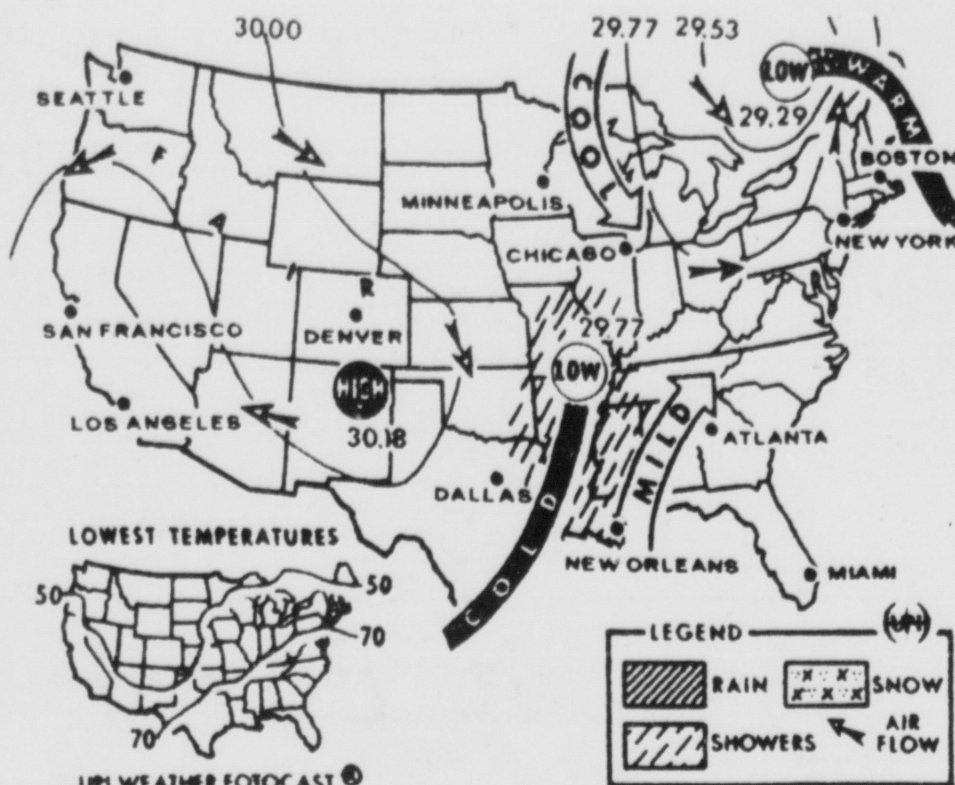 30.00
29.77
29.53
LOW
WARM
SEATTLE
COOL
29.29
F
BOSTON
MINNEAPOLIS
A
NEW YORK
CHICAGO
I
R
R
SAN FRANCISCO
DENVER
29.77
HIGH
LOW
LOS ANGELES
30.18
MILD
ATLANTA
DALLAS
COLD
NEW ORLEANS
MIAMI
LOWEST TEMPERATURES
50
50
70
70
UPI WEATHER FOTOCAST ®
LEGEND
UPI
RAIN
SNOW
SHOWERS
AIR
FLOW